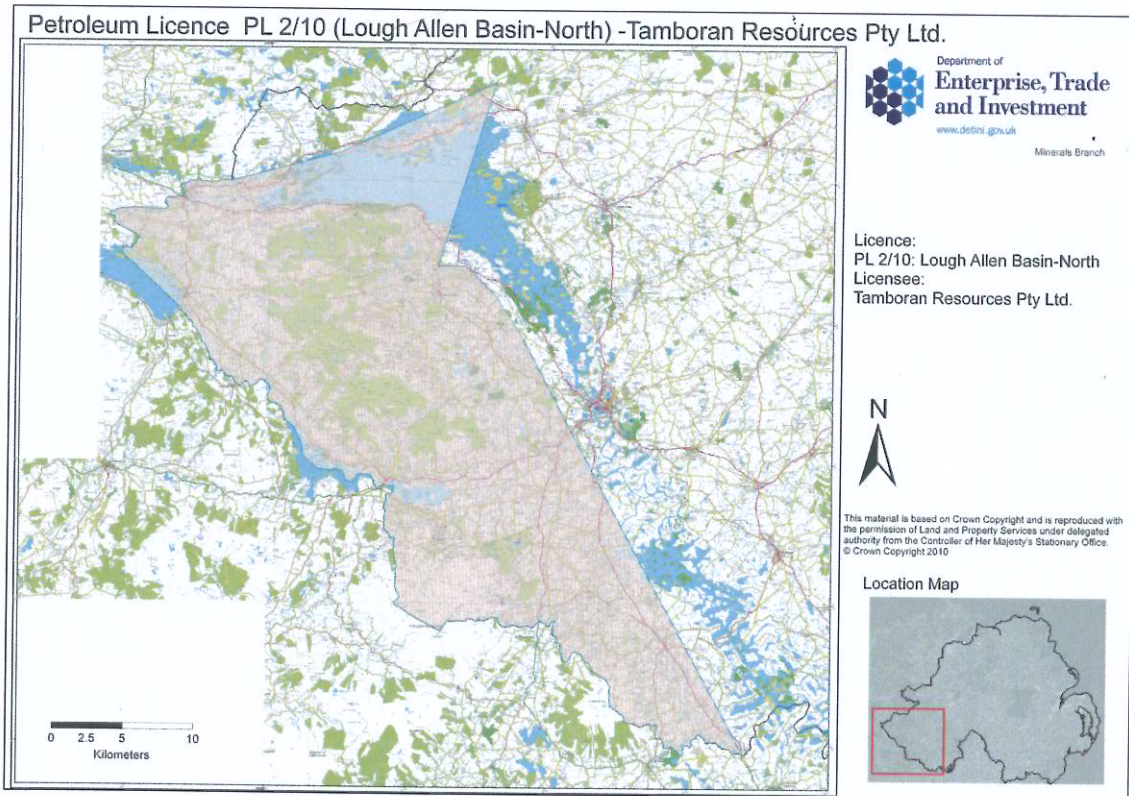 Petroleum Licence PL 2/10 (Lough Allen Basin-North) -Tamboran Resources Pty Ltd.
Department of
Enterprise, Trade
and Investment
www.detini.gov.uk
Minerals Branch
Licence:
PL 2/10: Lough Allen Basin-North
Licensee:
Tamboran Resources Pty Ltd.
N
This material is based on Crown Copyright and is reproduced with
the permission of Land and Property Services under delegated
authority from the Controller of Her Majesty's Stationary Office.
© Crown Copyright 2010
Location Map
0 2.5 5 10
Kilometers